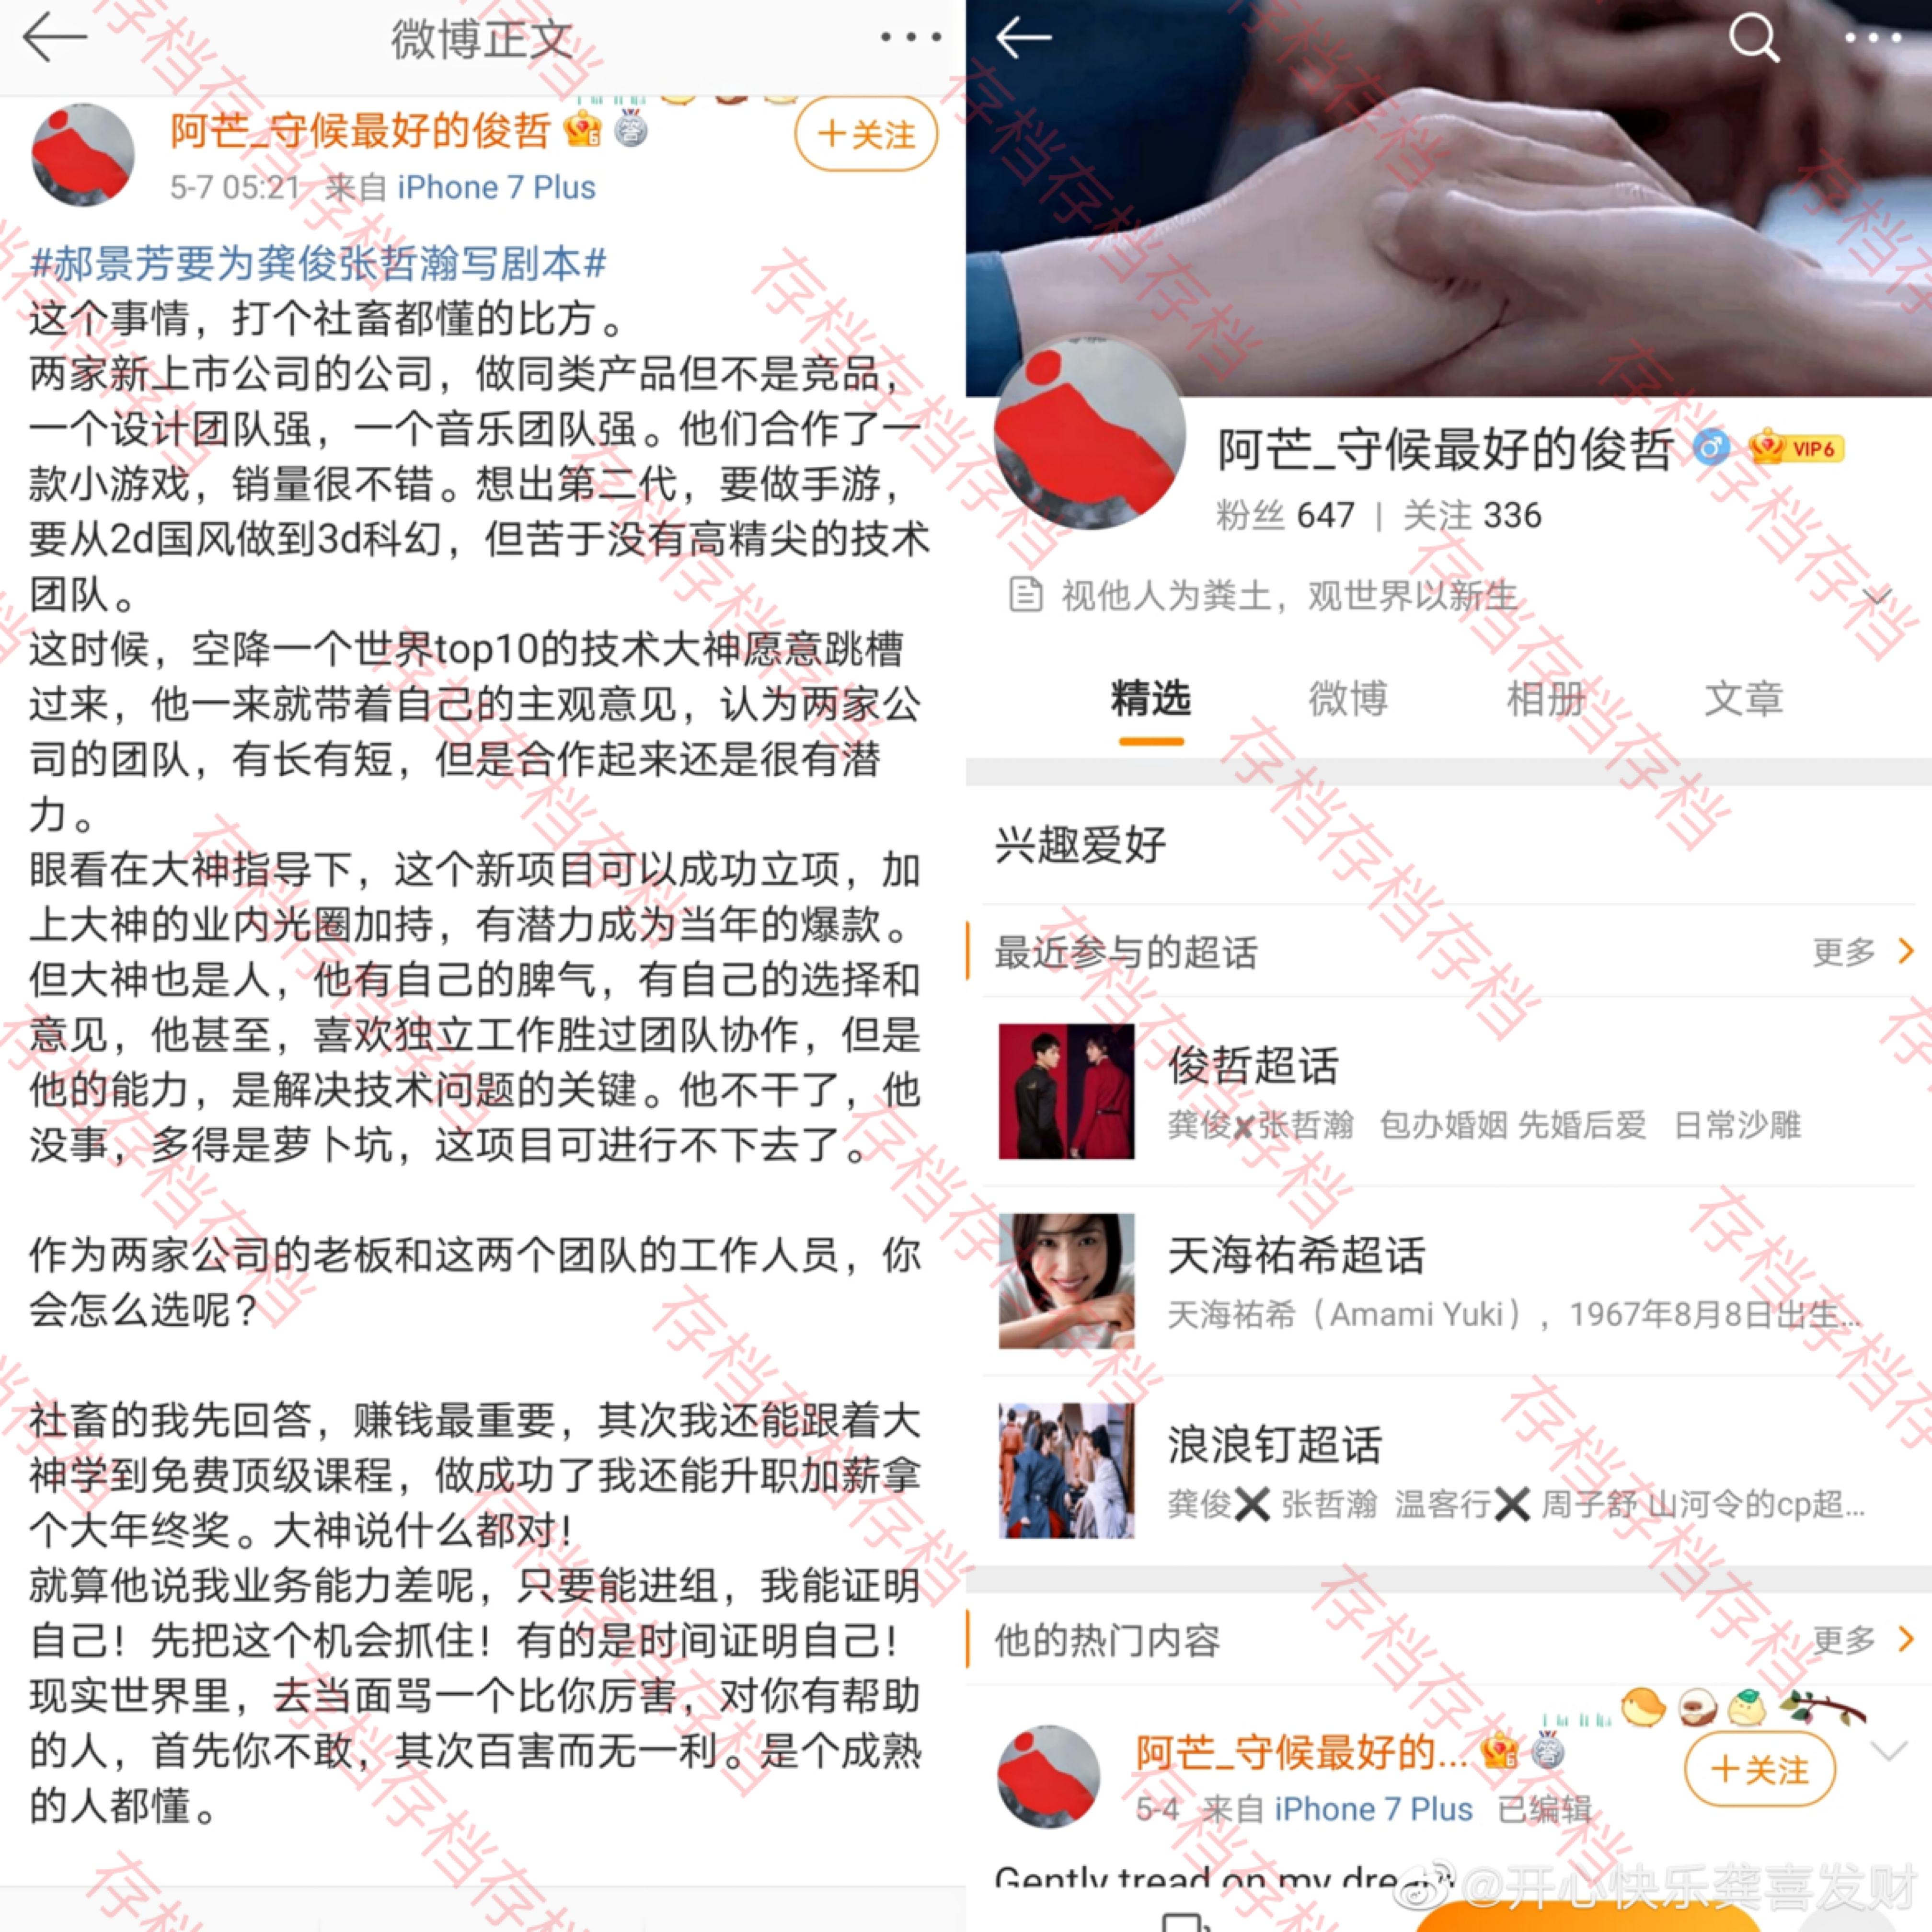 微博正文
阿芒_守候最好的俊哲
+关注
5-7 05:21 来自 iPhone 7 Plus
#郝景芳要为龚俊张哲瀚写剧本#
这个事情，打个社畜都懂的比方。
两家新上市公司的公司，做同类产品但不是竞品，
一个设计团队强，一个音乐团队强。他们合作了一
款小游戏，销量很不错。想出第二代，要做手游，
要从2d国风做到3d科幻，但苦于没有高精尖的技术
团队。
这时候，空降一个世界top10的技术大神愿意跳槽
过来，他一来就带着自己的主观意见，认为两家公
司的团队，有长有短，但是合作起来还是很有潜
力。
眼看在大神指导下，这个新项目可以成功立项，加
上大神的业内光圈加持，有潜力成为当年的爆款。
但大神也是人，他有自己的脾气，有自己的选择和
意见，他甚至，喜欢独立工作胜过团队协作，但是
他的能力，是解决技术问题的关键。他不干了，他
没事，多得是萝卜坑，这项目可进行不下去了。
作为两家公司的老板和这两个团队的工作人员，你
会怎么选呢？
社畜的我先回答，赚钱最重要，其次我还能跟着大
神学到免费顶级课程，做成功了我还能升职加薪拿
个大年终奖。大神说什么都对！
就算他说我业务能力差呢，只要能进组，我能证明
自己！先把这个机会抓住！有的是时间证明自己！
现实世界里，去当面骂一个比你厉害，对你有帮助
的人，首先你不敢，其次百害而无一利。是个成熟
的人都懂。
阿芒_守候最好的俊哲 VIP6
粉丝 647 | 关注 336
视他人为粪土，观世界以新生
精选 微博 相册 文章
兴趣爱好
最近参与的超话 更多
俊哲超话
龚俊✖张哲瀚 包办婚姻 先婚后爱 日常沙雕
天海祐希超话
天海祐希（Amami Yuki），1967年8月8日出生...
浪浪钉超话
龚俊✖张哲瀚 温客行✖周子舒 山河令的cp超...
他的热门内容 更多
阿芒_守候最好的...
答
+关注
5-4 来自 iPhone 7 Plus 已编辑
Gently tread on my dream
@开心快乐龚喜发财
存档存档存档